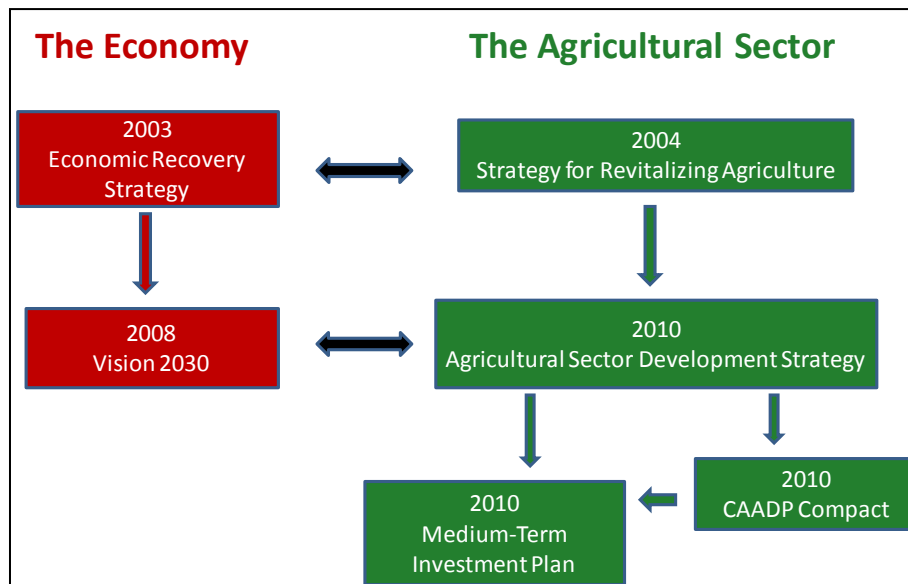 The Economy
The Agricultural Sector
2003
Economic Recovery
Strategy
2004
Strategy for Revitalizing Agriculture
2008
Vision 2030
2010
Agricultural Sector Development Strategy
2010
Medium-Term
Investment Plan
2010
CAADP Compact